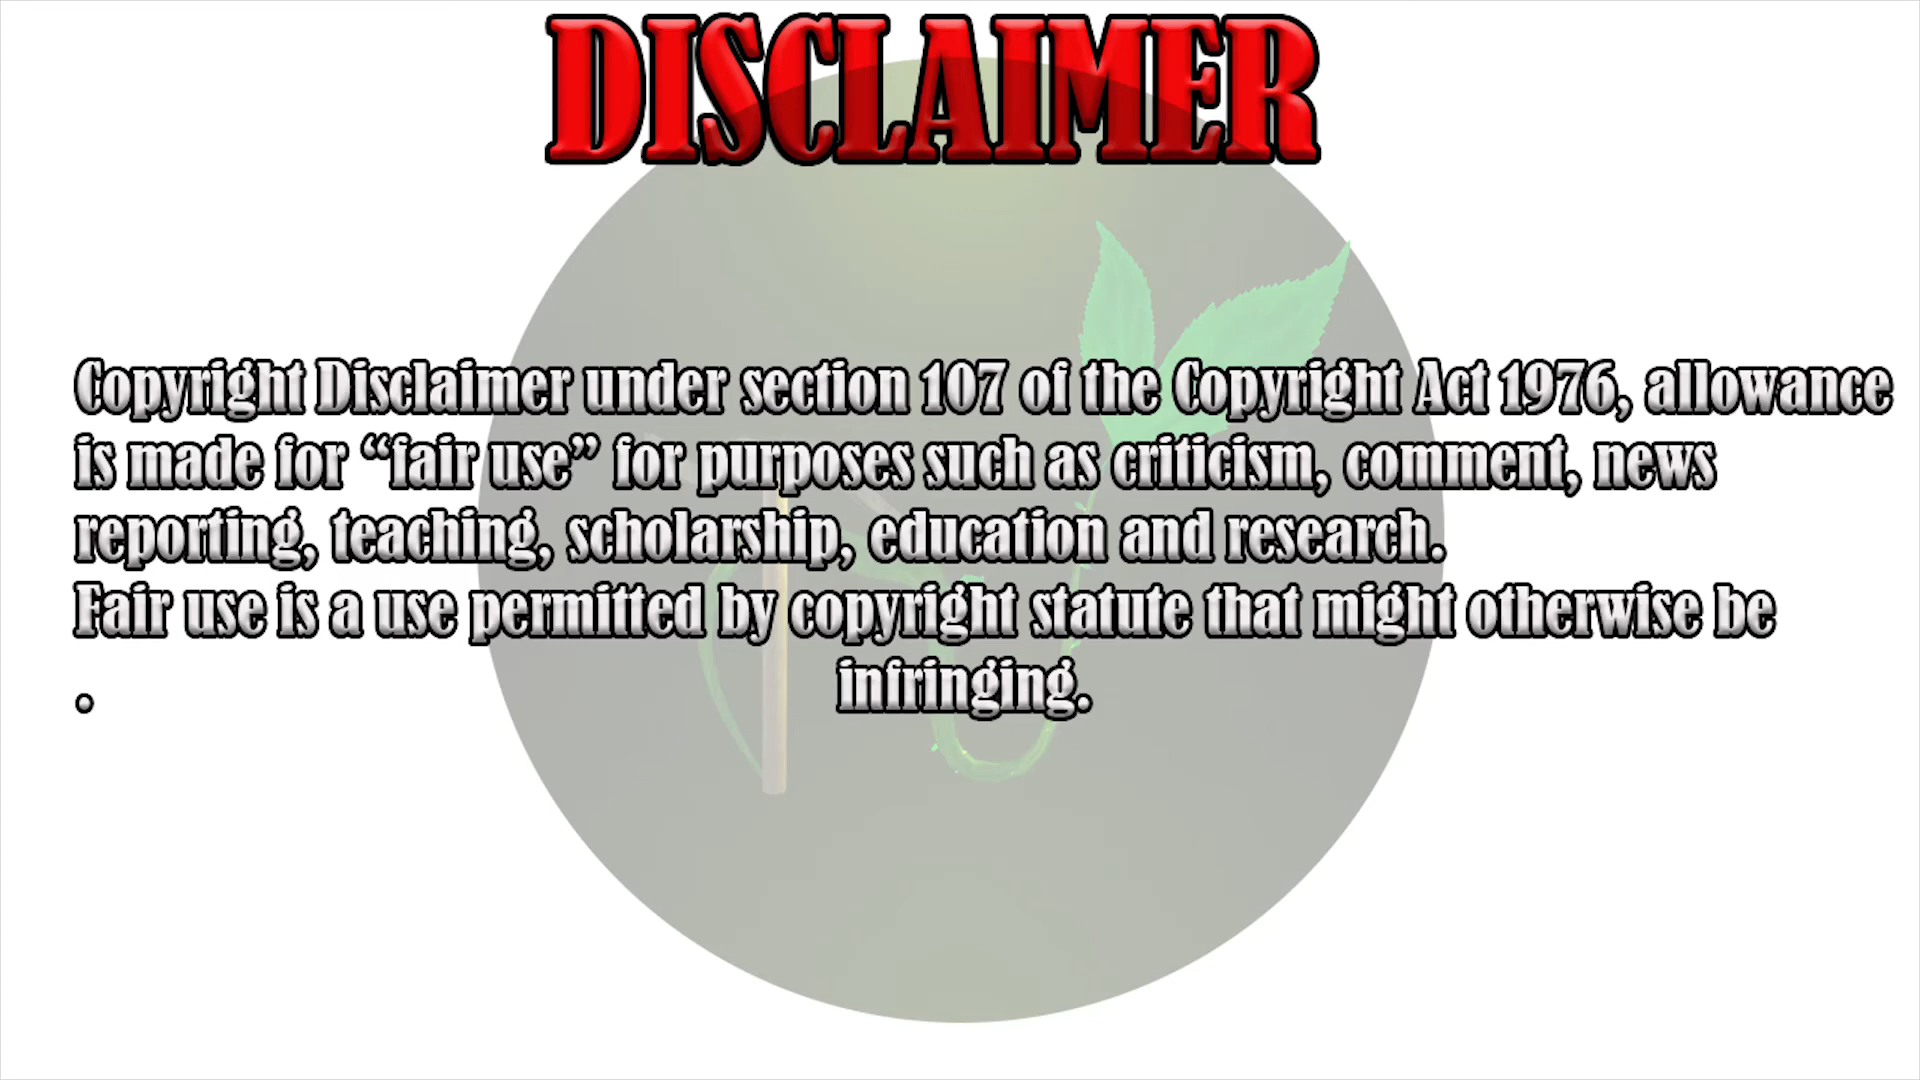 DISCLAIMER
Copyright Disclaimer under section 107 of the Copyright Act 1976, allowance
is made for “fair use” for purposes such as criticism, comment, news
reporting, teaching, scholarship, education and research.
Fair use is a use permitted by copyright statute that might otherwise be
. infringing.